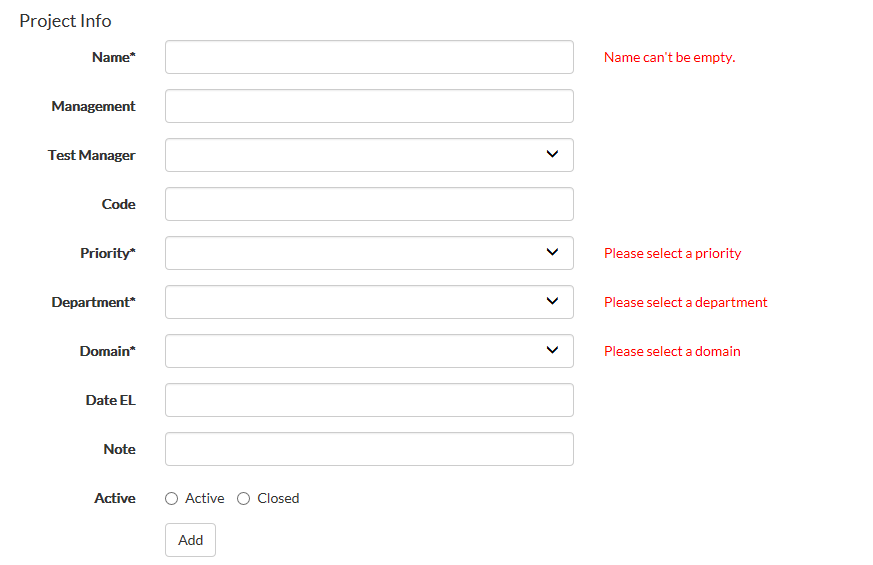 Project Info
Name* Name can't be empty.
Management
Test Manager
Code
Priority* Please select a priority
Department* Please select a department
Domain* Please select a domain
Date EL
Note
Active Active Closed
Add